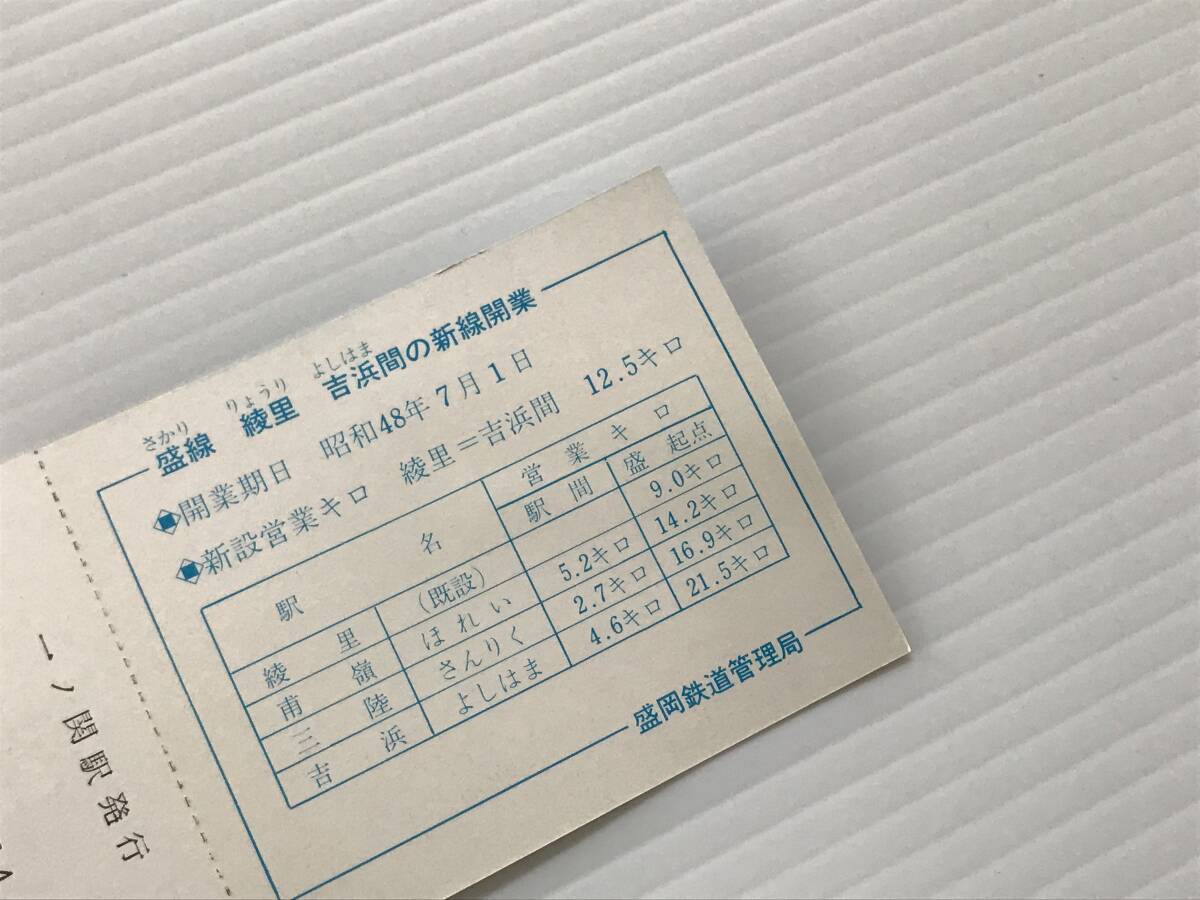 さかり りょうり よしはま
盛線 綾里 吉浜間の新線開業
開業期日 昭和48年7月1日
新設営業キロ 綾里＝吉浜間 12.5キロ
駅名 営業キロ
駅間 盛起点
綾里 (既設) 9.0キロ
甫嶺 ほれい 5.2キロ 14.2キロ
三陸 さんりく 2.7キロ 16.9キロ
吉浜 よしはま 4.6キロ 21.5キロ
盛岡鉄道管理局
一ノ関駅発行